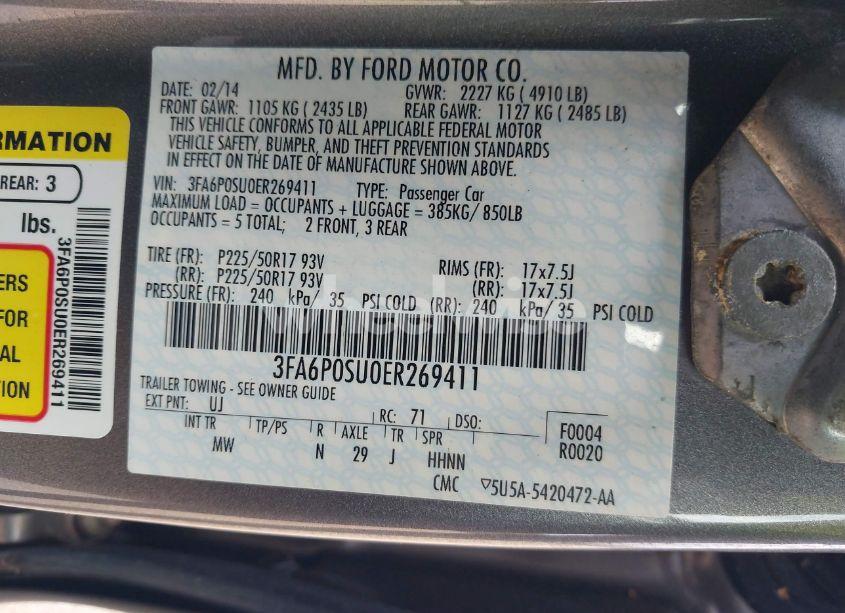 MFD. BY FORD MOTOR CO.
DATE: 02/14 GVWR: 2227 KG ( 4910 LB)
FRONT GAWR: 1105 KG ( 2435 LB) REAR GAWR: 1127 KG ( 2485 LB)
THIS VEHICLE CONFORMS TO ALL APPLICABLE FEDERAL MOTOR
VEHICLE SAFETY, BUMPER, AND THEFT PREVENTION STANDARDS
IN EFFECT ON THE DATE OF MANUFACTURE SHOWN ABOVE.
VIN: 3FA6P0SU0ER269411 TYPE: Passenger Car
MAXIMUM LOAD = OCCUPANTS + LUGGAGE = 385KG/ 850LB
OCCUPANTS = 5 TOTAL; 2 FRONT, 3 REAR
TIRE (FR): P225/50R17 93V RIMS (FR): 17x7.5J
(RR): P225/50R17 93V (RR): 17x7.5J
PRESSURE (FR): 240 kPa/ 35 PSI COLD (RR): 240 kPa/ 35 PSI COLD
wheelwise
3FA6P0SU0ER269411
TRAILER TOWING - SEE OWNER GUIDE
EXT PNT: UJ RC: 71 DSO: F0004
INT TR TP/PS R AXLE TR SPR R0020
MW N 29 J HHNN
CMC ▽5U5A-5420472-AA
RMATION
REAR: 3
lbs.
ERS
FOR
AL
TION
3FA6P0SU0ER269411